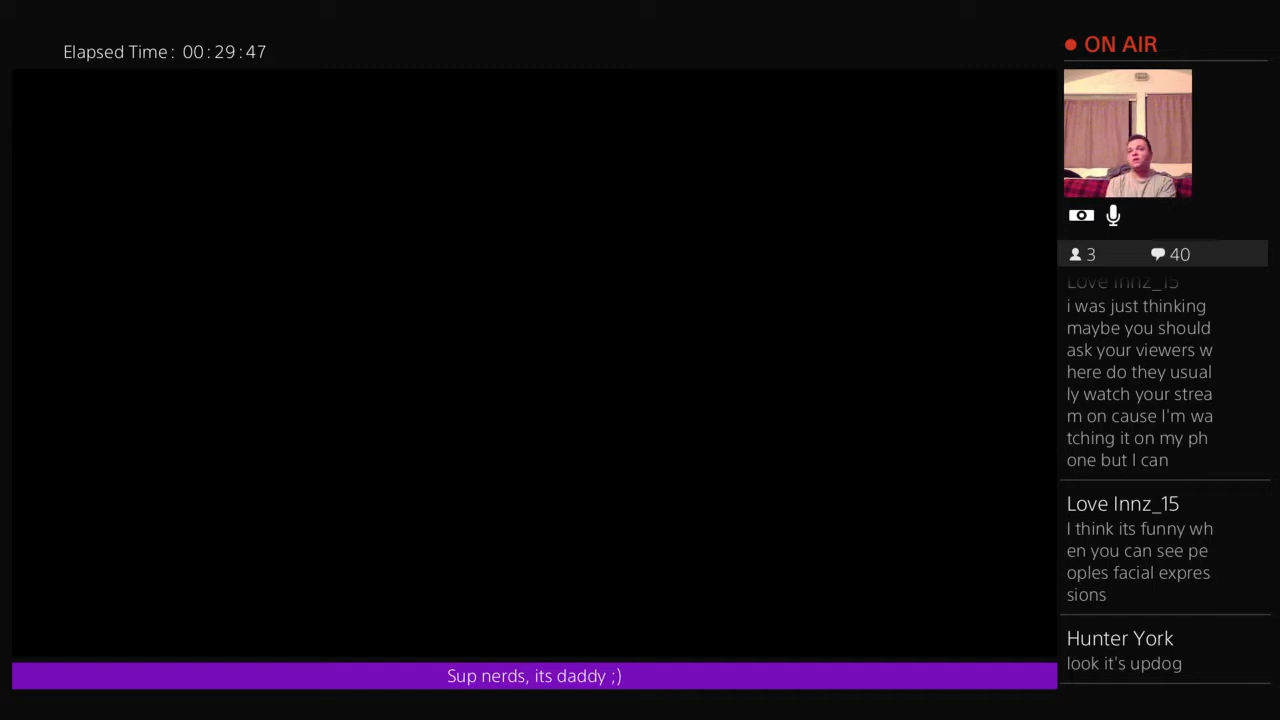 Elapsed Time: 00:29:47
ON AIR
3 40
Love Innz_15
i was just thinking
maybe you should
ask your viewers w
here do they usual
ly watch your strea
m on cause I'm wa
tching it on my ph
one but I can
Love Innz_15
I think its funny wh
en you can see pe
oples facial expres
sions
Hunter York
look it's updog
Sup nerds, its daddy ;)